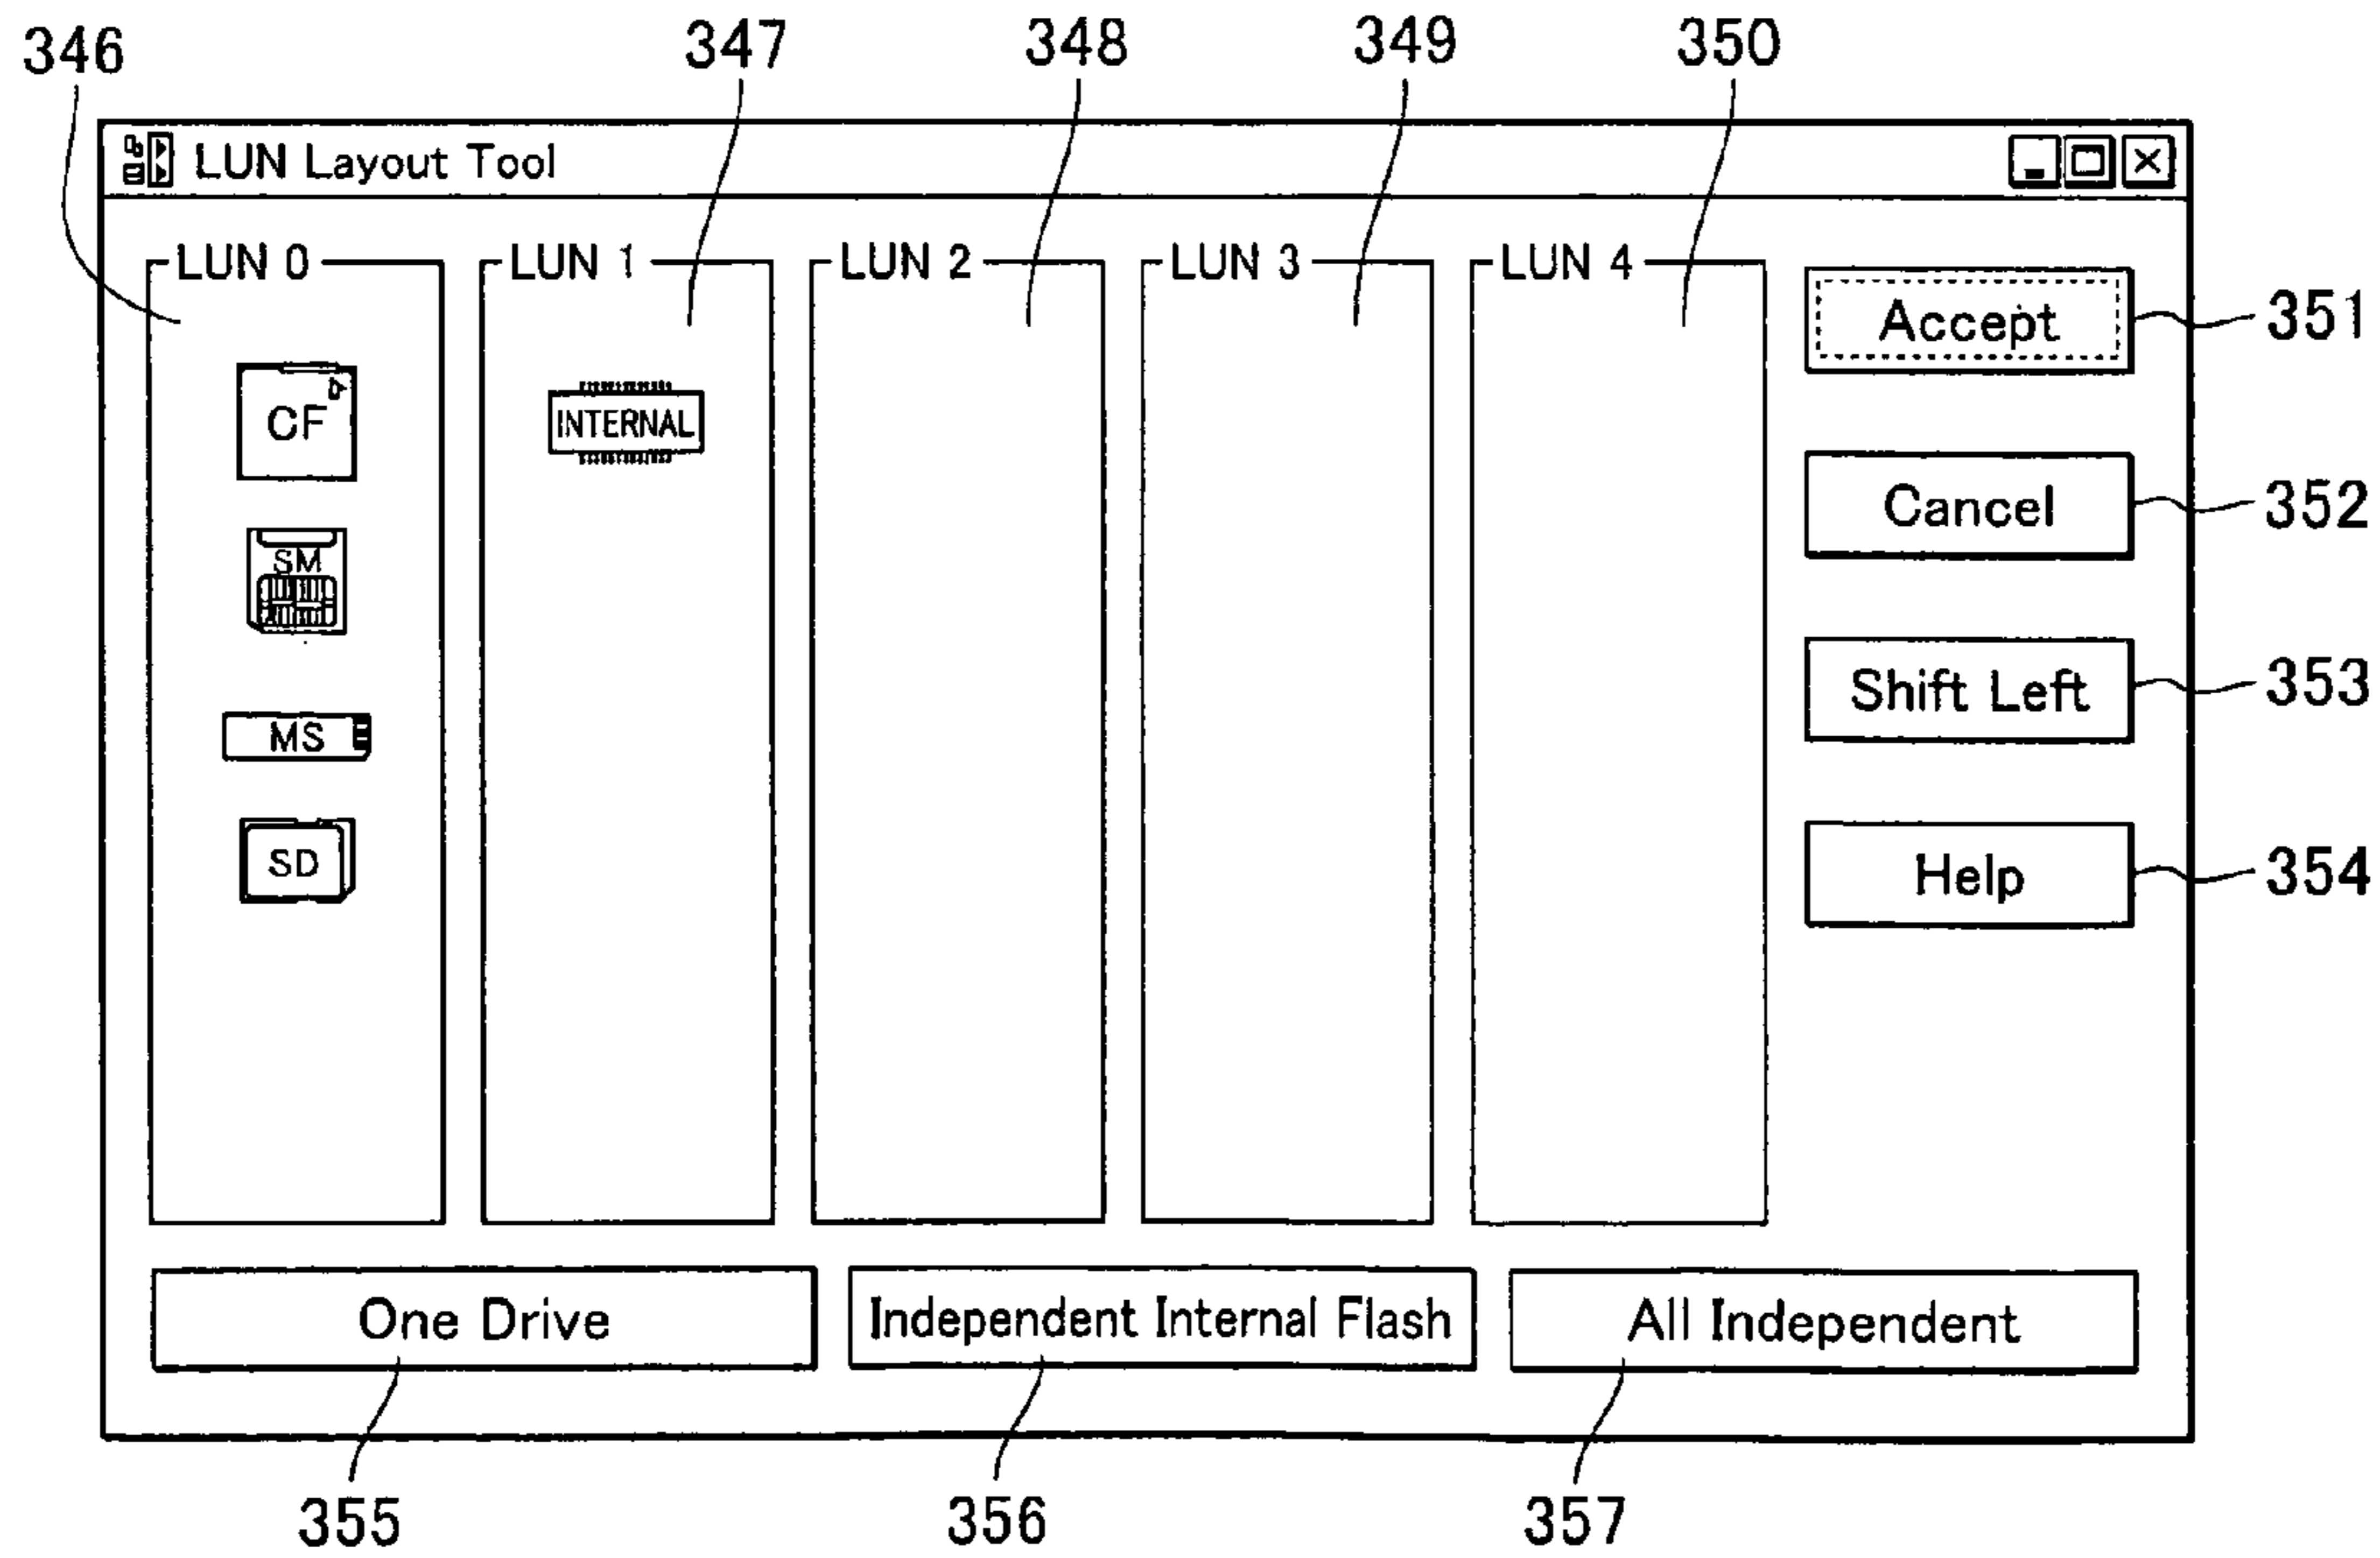 346 347 348 349 350
LUN Layout Tool
LUN 0 LUN 1 LUN 2 LUN 3 LUN 4
Accept 351
CF INTERNAL
Cancel 352
SM
Shift Left 353
MS
SD
Help 354
One Drive Independent Internal Flash All Independent
355 356 357